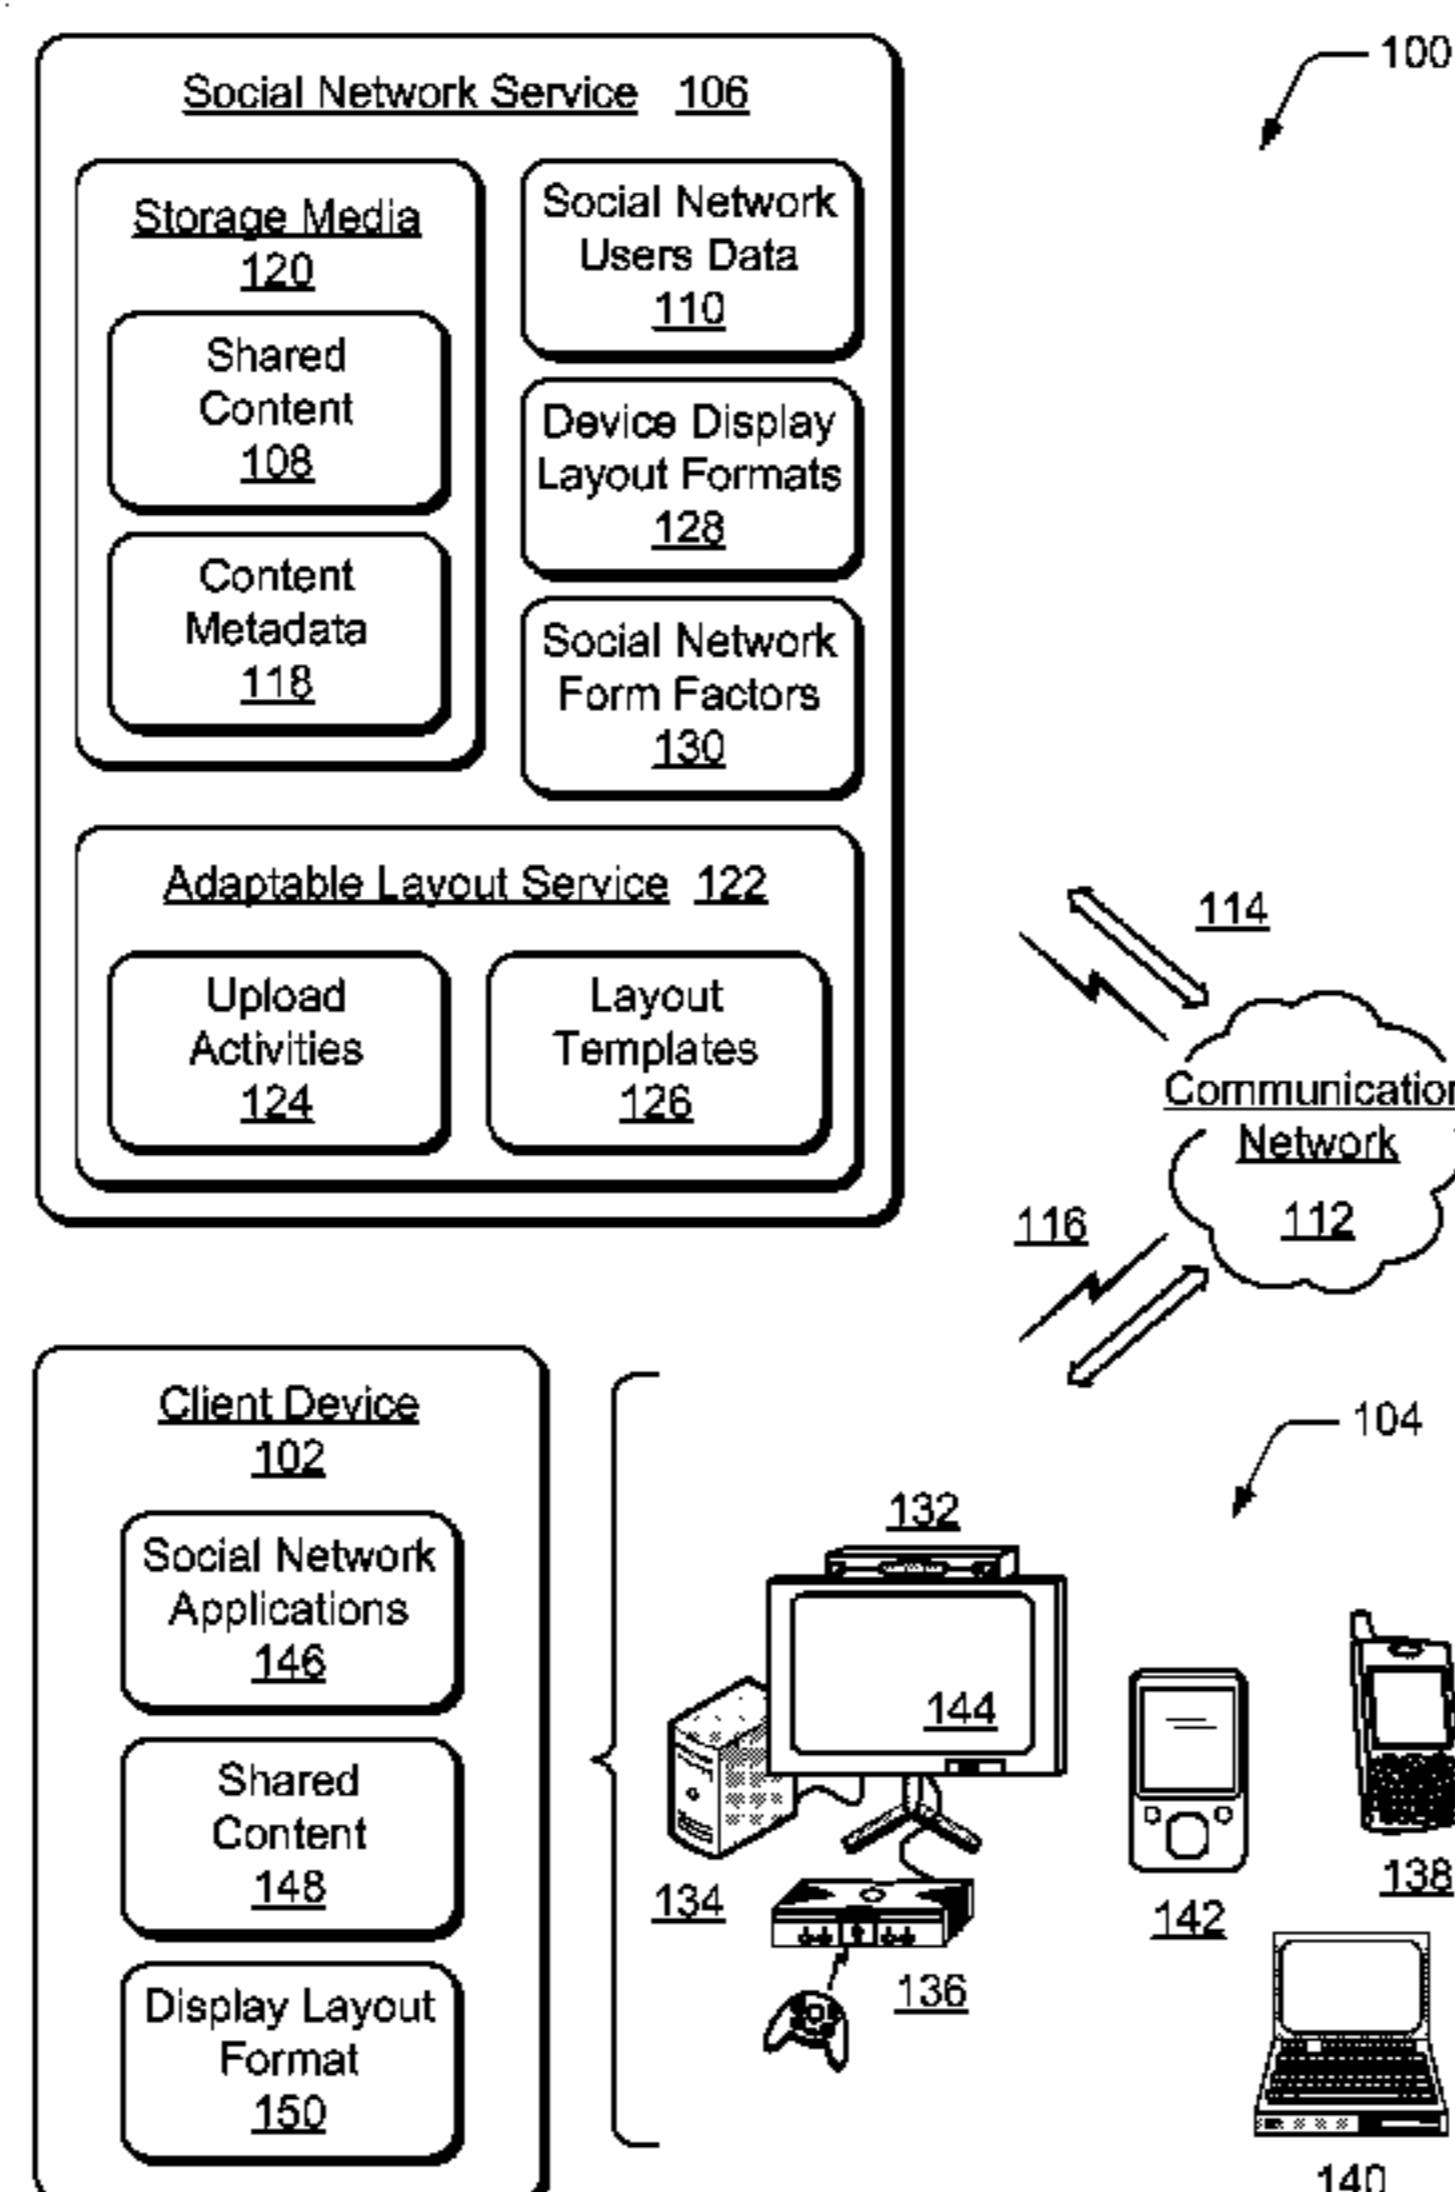 100
Social Network Service 106
Storage Media
120
Shared
Content
108
Content
Metadata
118
Social Network
Users Data
110
Device Display
Layout Formats
128
Social Network
Form Factors
130
Adaptable Layout Service 122
Upload
Activities
124
Layout
Templates
126
114
Communication
Network
112
116
Client Device
102
Social Network
Applications
146
Shared
Content
148
Display Layout
Format
150
104
132
144
134
136
142
138
140